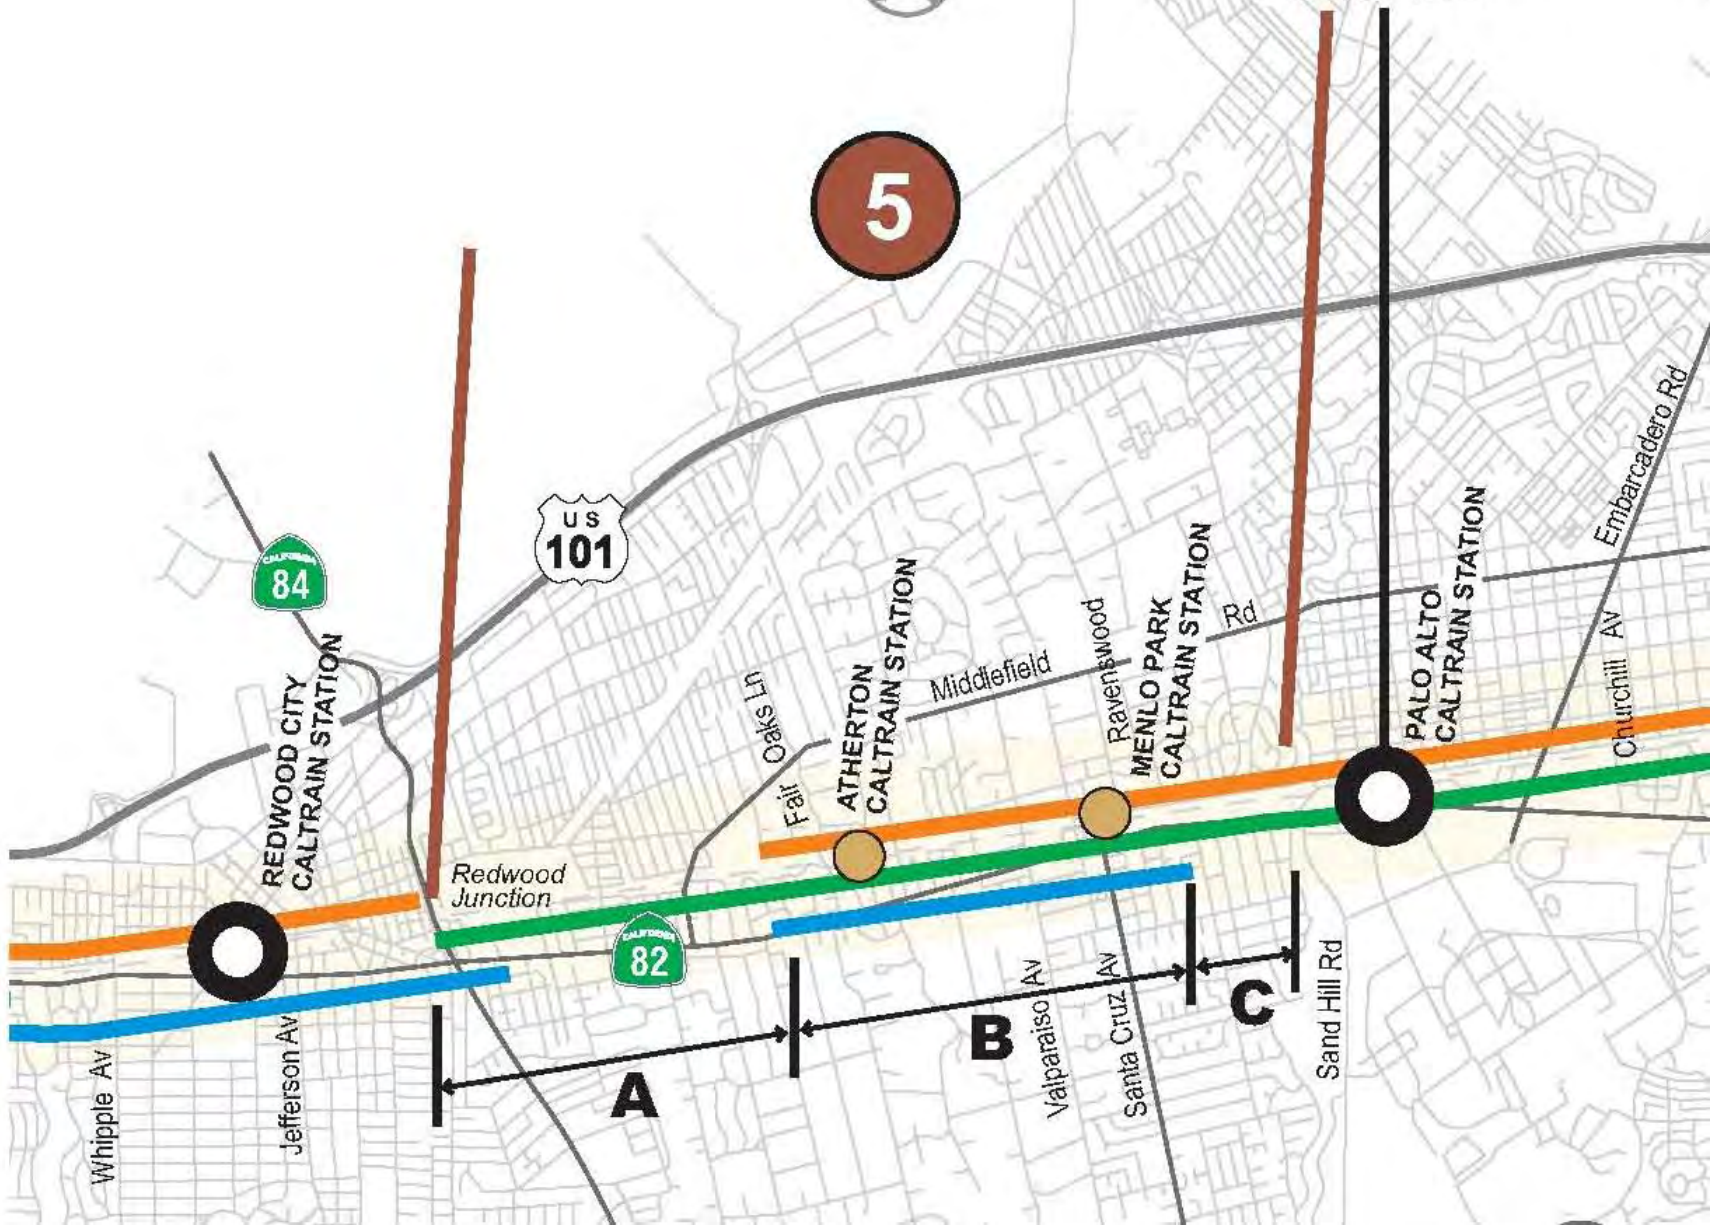 5
US
101
CALIFORNIA
84
REDWOOD CITY
CALTRAIN STATION
Redwood
Junction
Fair Oaks Ln
ATHERTON
CALTRAIN STATION
Middlefield Rd
Ravenswood
MENLO PARK
CALTRAIN STATION
PALO ALTO
CALTRAIN STATION
Embarcadero Rd
Churchill Av
CALIFORNIA
82
A
B
C
Whipple Av
Jefferson Av
Valparaiso Av
Santa Cruz Av
Sand Hill Rd